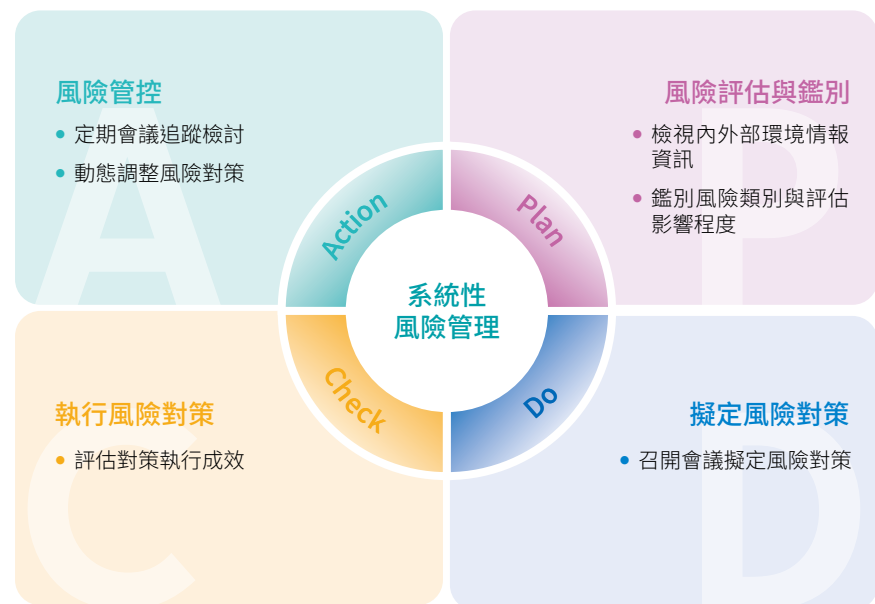 風險管控
• 定期會議追蹤檢討
• 動態調整風險對策
A
Action
風險評估與鑑別
• 檢視內外部環境情報
資訊
• 鑑別風險類別與評估
影響程度
P
Plan
系統性
風險管理
執行風險對策
• 評估對策執行成效
C
Check
擬定風險對策
• 召開會議擬定風險對策
D
Do